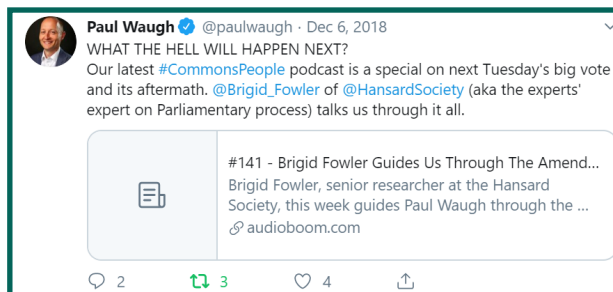 Paul Waugh @paulwaugh · Dec 6, 2018
WHAT THE HELL WILL HAPPEN NEXT?
Our latest #CommonsPeople podcast is a special on next Tuesday's big vote
and its aftermath. @Brigid_Fowler of @HansardSociety (aka the experts'
expert on Parliamentary process) talks us through it all.
#141 - Brigid Fowler Guides Us Through The Amend...
Brigid Fowler, senior researcher at the Hansard
Society, this week guides Paul Waugh through the ...
audioboom.com
2 3 4